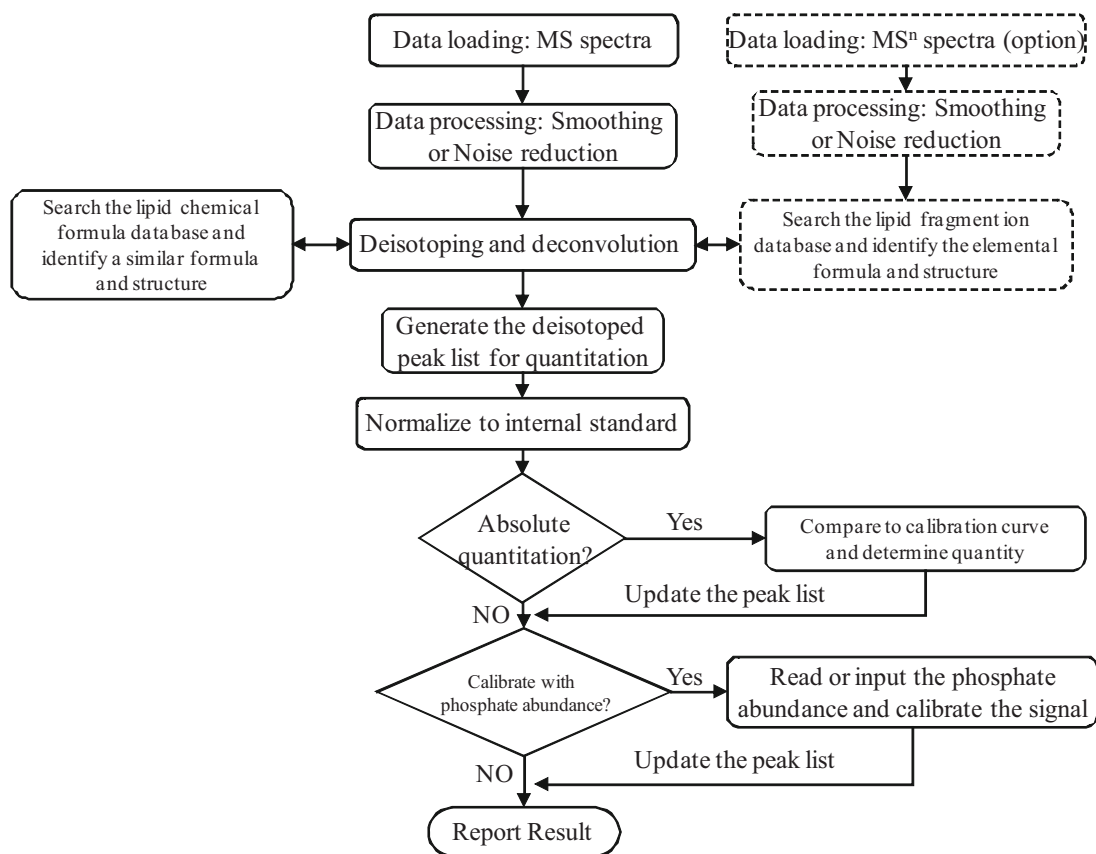 Data loading: MS spectra
Data loading: MSⁿ spectra (option)
Data processing: Smoothing
or Noise reduction
Data processing: Smoothing
or Noise reduction
Search the lipid chemical
formula database and
identify a similar formula
and structure
Deisotoping and deconvolution
Search the lipid fragment ion
database and identify the elemental
formula and structure
Generate the deisotoped
peak list for quantitation
Normalize to internal standard
Absolute
quantitation?
Yes
Compare to calibration curve
and determine quantity
Update the peak list
NO
Calibrate with
phosphate abundance?
Yes
Read or input the phosphate
abundance and calibrate the signal
Update the peak list
NO
Report Result